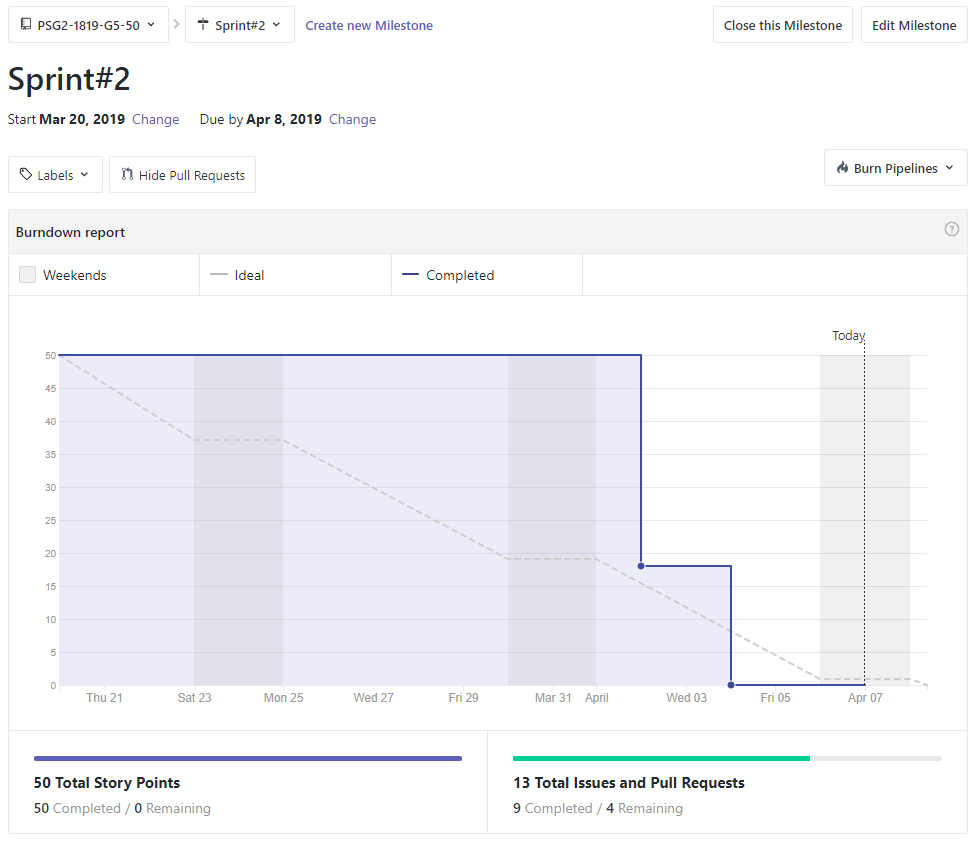 PSG2-1819-G5-50 Sprint#2 Create new Milestone Close this Milestone Edit Milestone
Sprint#2
Start Mar 20, 2019 Change Due by Apr 8, 2019 Change
Labels Hide Pull Requests Burn Pipelines
Burndown report ?
Weekends Ideal Completed
Today
50
45
40
35
30
25
20
15
10
5
0
Thu 21 Sat 23 Mon 25 Wed 27 Fri 29 Mar 31 April Wed 03 Fri 05 Apr 07
50 Total Story Points
50 Completed / 0 Remaining
13 Total Issues and Pull Requests
9 Completed / 4 Remaining